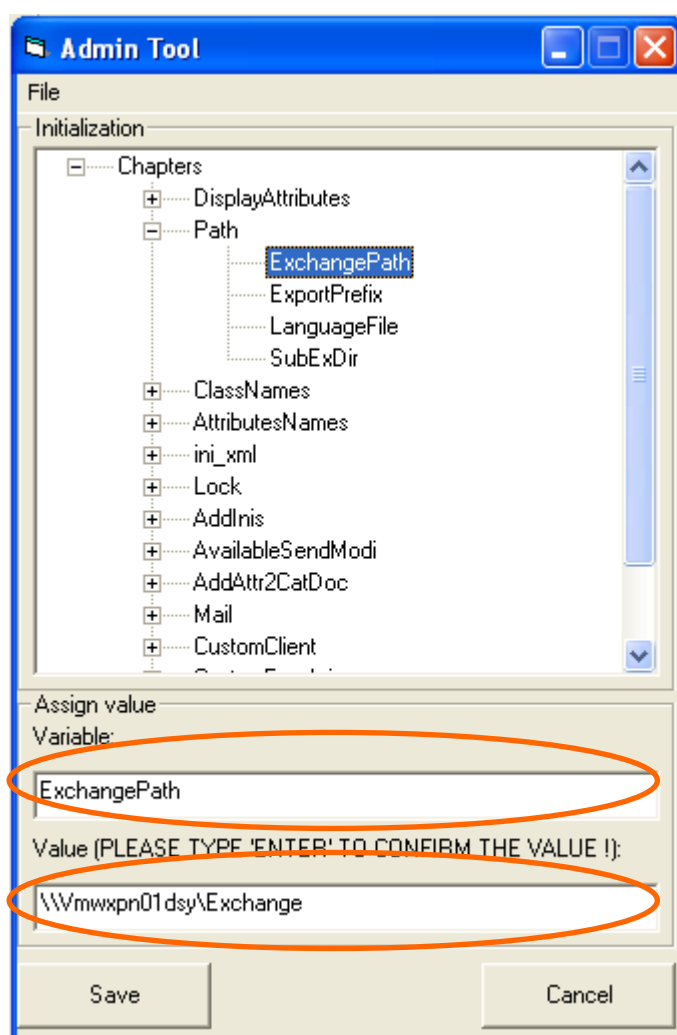 Admin Tool
File
Initialization
Chapters
DisplayAttributes
Path
ExchangePath
ExportPrefix
LanguageFile
SubExDir
ClassNames
AttributesNames
ini_xml
Lock
AddInis
AvailableSendModi
AddAttr2CatDoc
Mail
CustomClient
Assign value
Variable:
ExchangePath
Value (PLEASE TYPE 'ENTER' TO CONFIRM THE VALUE !):
\\Vmwxpn01dsy\Exchange
Save Cancel